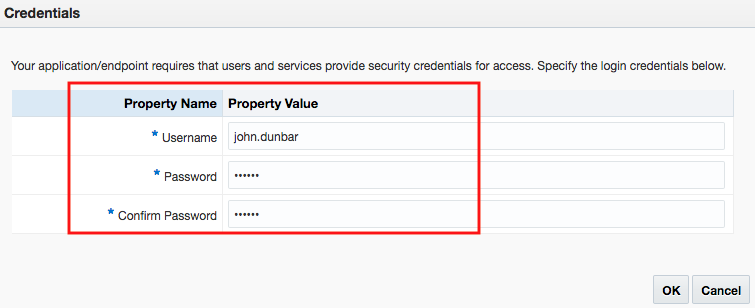 Credentials
Your application/endpoint requires that users and services provide security credentials for access. Specify the login credentials below.
Property Name Property Value
* Username john.dunbar
* Password ••••••
* Confirm Password ••••••
OK Cancel